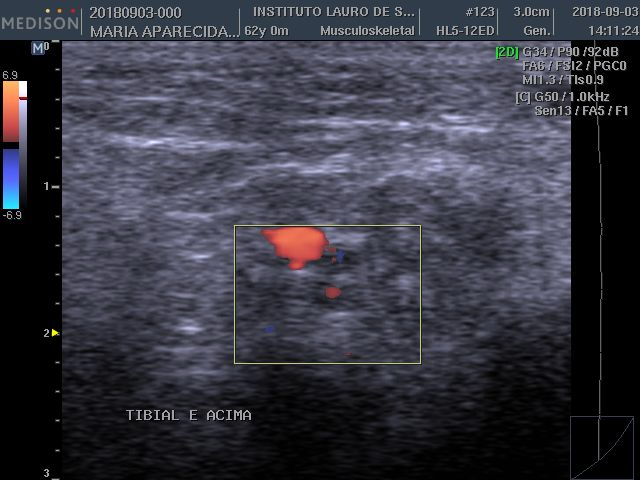 MEDISON
20180903-000 INSTITUTO LAURO DE S... #123 3.0cm 2018-09-03
MARIA APARECIDA... 62y 0m Musculoskeletal HL5-12ED Gen. 14:11:24
M 0
[2D] G34 / P90 / 92dB
FA6 / FSI2 / PGC0
MI1.3 / TIs0.9
[C] G50 / 1.0kHz
Sen13 / FA5 / F1
6.9
-6.9
1
2
TIBIAL E ACIMA
3